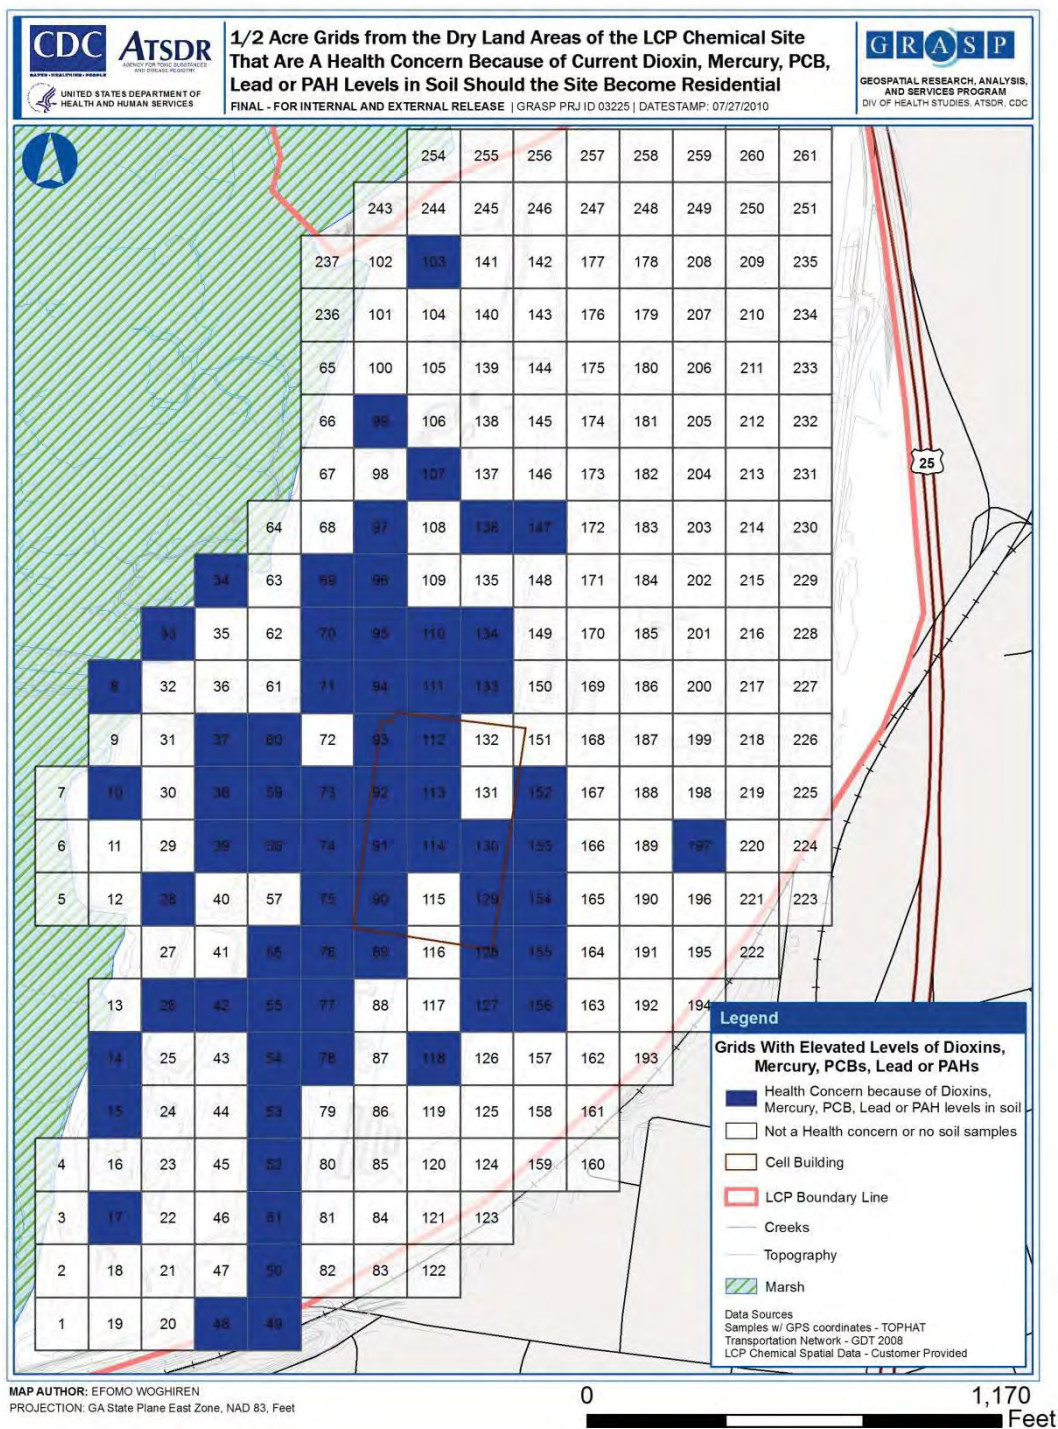 CDC
SAFER • HEALTHIER • PEOPLE
ATSDR
AGENCY FOR TOXIC SUBSTANCES
AND DISEASE REGISTRY
UNITED STATES DEPARTMENT OF
HEALTH AND HUMAN SERVICES
1/2 Acre Grids from the Dry Land Areas of the LCP Chemical Site
That Are A Health Concern Because of Current Dioxin, Mercury, PCB,
Lead or PAH Levels in Soil Should the Site Become Residential
FINAL - FOR INTERNAL AND EXTERNAL RELEASE | GRASP PRJ ID 03225 | DATESTAMP: 07/27/2010
GRASP
GEOSPATIAL RESEARCH, ANALYSIS,
AND SERVICES PROGRAM
DIV OF HEALTH STUDIES, ATSDR, CDC
254 255 256 257 258 259 260 261
243 244 245 246 247 248 249 250 251
237 102 103 141 142 177 178 208 209 235
236 101 104 140 143 176 179 207 210 234
65 100 105 139 144 175 180 206 211 233
66 99 106 138 145 174 181 205 212 232
67 98 107 137 146 173 182 204 213 231
25
64 68 97 108 136 147 172 183 203 214 230
34 63 69 96 109 135 148 171 184 202 215 229
33 35 62 70 95 110 134 149 170 185 201 216 228
8 32 36 61 71 94 111 133 150 169 186 200 217 227
9 31 37 60 72 93 112 132 151 168 187 199 218 226
7 10 30 38 59 73 92 113 131 152 167 188 198 219 225
6 11 29 39 58 74 91 114 130 153 166 189 197 220 224
5 12 28 40 57 75 90 115 129 154 165 190 196 221 223
27 41 56 76 89 116 128 155 164 191 195 222
13 26 42 55 77 88 117 127 156 163 192 194
14 25 43 54 78 87 118 126 157 162 193
15 24 44 53 79 86 119 125 158 161
4 16 23 45 52 80 85 120 124 159 160
3 17 22 46 51 81 84 121 123
2 18 21 47 50 82 83 122
1 19 20 48 49
Legend
Grids With Elevated Levels of Dioxins,
Mercury, PCBs, Lead or PAHs
Health Concern because of Dioxins,
Mercury, PCB, Lead or PAH levels in soil
Not a Health concern or no soil samples
Cell Building
LCP Boundary Line
Creeks
Topography
Marsh
Data Sources
Samples w/ GPS coordinates - TOPHAT
Transportation Network - GDT 2008
LCP Chemical Spatial Data - Customer Provided
MAP AUTHOR: EFOMO WOGHIREN
PROJECTION: GA State Plane East Zone, NAD 83, Feet
0 1,170
Feet